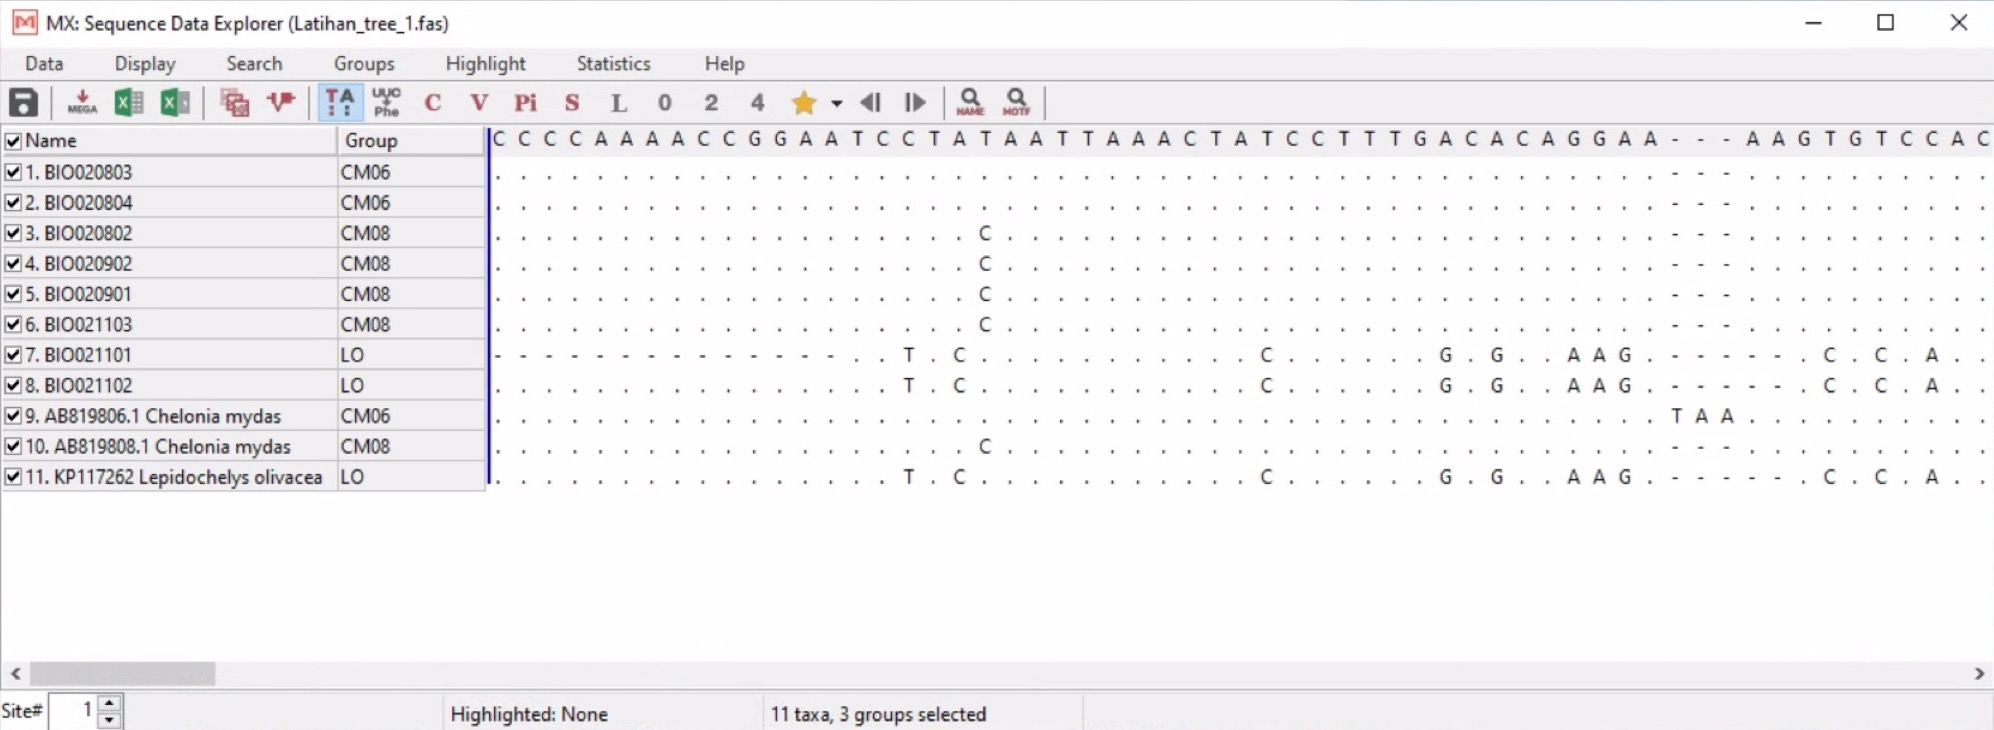 MX: Sequence Data Explorer (Latihan_tree_1.fas)
Data Display Search Groups Highlight Statistics Help
MEGA X X TA UUC Phe C V Pi S L 0 2 4 NAME MOTIF
Name Group C C C C A A A A C C G G A A T C C T A T A A T T A A A C T A T C C T T T G A C A C A G G A A - - - A A G T G T C C A C
1. BIO020803 CM06 . . . . . . . . . . . . . . . . . . . . . . . . . . . . . . . . . . . . . . . . . . . . . . - - - . . . . . . . . . .
2. BIO020804 CM06 . . . . . . . . . . . . . . . . . . . . . . . . . . . . . . . . . . . . . . . . . . . . . . - - - . . . . . . . . . .
3. BIO020802 CM08 . . . . . . . . . . . . . . . . . . . C . . . . . . . . . . . . . . . . . . . . . . . . . . - - - . . . . . . . . . .
4. BIO020902 CM08 . . . . . . . . . . . . . . . . . . . C . . . . . . . . . . . . . . . . . . . . . . . . . . - - - . . . . . . . . . .
5. BIO020901 CM08 . . . . . . . . . . . . . . . . . . . C . . . . . . . . . . . . . . . . . . . . . . . . . . - - - . . . . . . . . . .
6. BIO021103 CM08 . . . . . . . . . . . . . . . . . . . C . . . . . . . . . . . . . . . . . . . . . . . . . . - - - . . . . . . . . . .
7. BIO021101 LO - - - - - - - - - - - - - - . . T . C . . . . . . . . . . . C . . . . . . G . G . . A A G . - - - - - . C . C . A . .
8. BIO021102 LO . . . . . . . . . . . . . . . . T . C . . . . . . . . . . . C . . . . . . G . G . . A A G . - - - - - . C . C . A . .
9. AB819806.1 Chelonia mydas CM06 . . . . . . . . . . . . . . . . . . . . . . . . . . . . . . . . . . . . . . . . . . . . . . T A A . . . . . . . . . .
10. AB819808.1 Chelonia mydas CM08 . . . . . . . . . . . . . . . . . . . C . . . . . . . . . . . . . . . . . . . . . . . . . . - - - . . . . . . . . . .
11. KP117262 Lepidochelys olivacea LO . . . . . . . . . . . . . . . . T . C . . . . . . . . . . . C . . . . . . G . G . . A A G . - - - - - . C . C . A . .
Site# 1 Highlighted: None 11 taxa, 3 groups selected